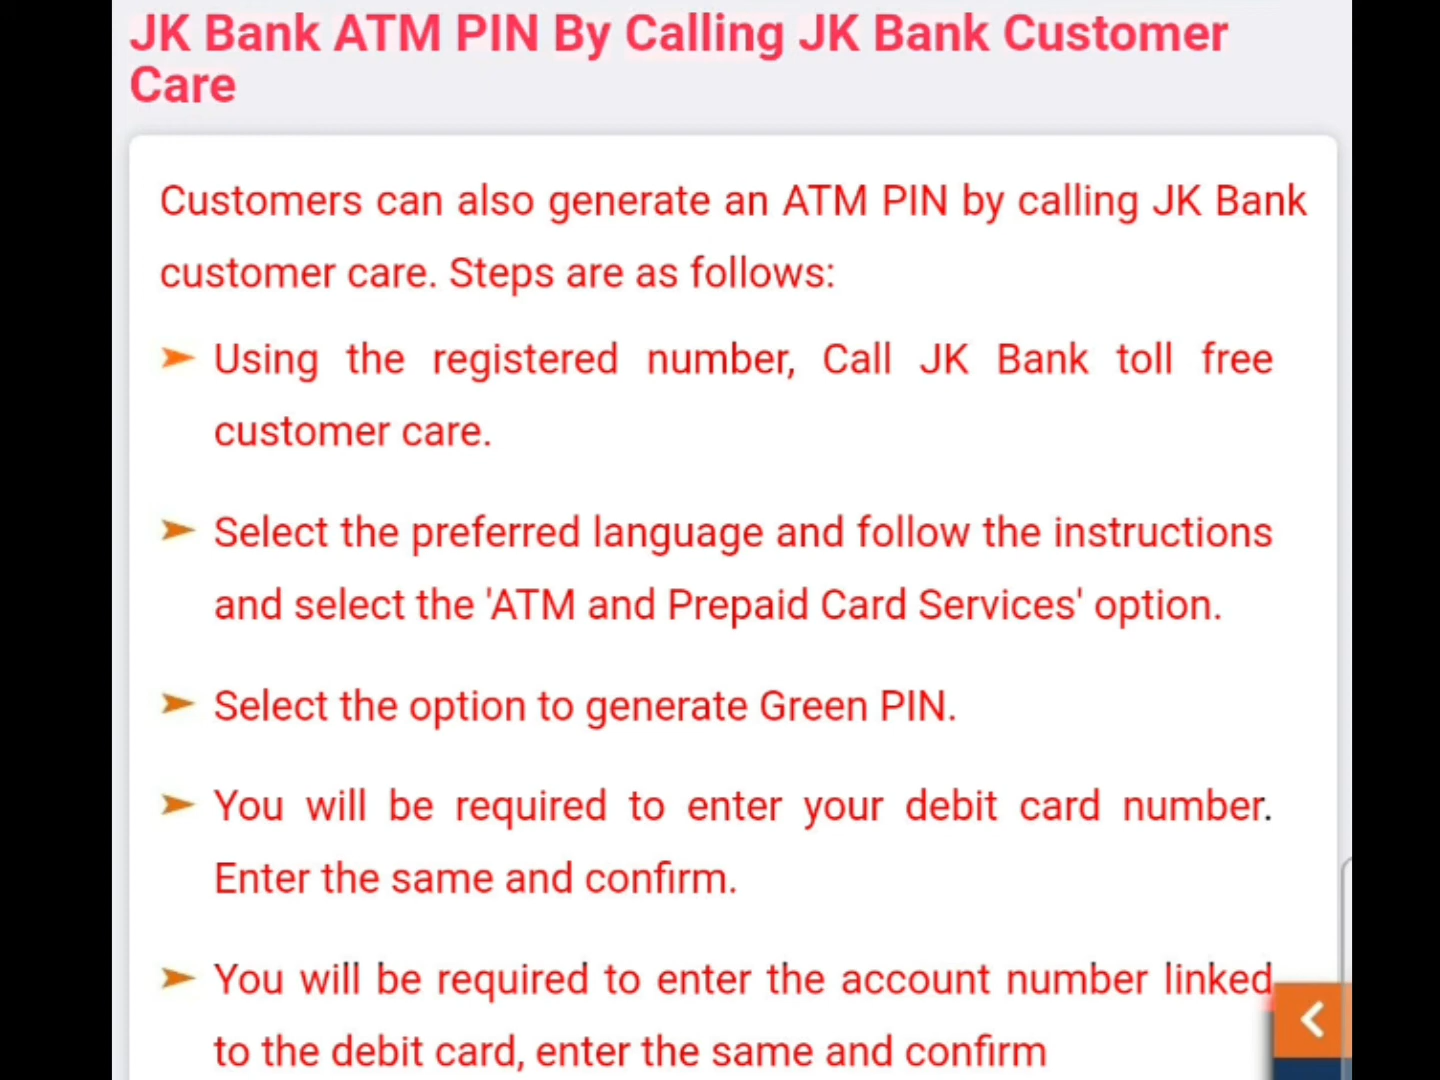 JK Bank ATM PIN By Calling JK Bank Customer
Care
Customers can also generate an ATM PIN by calling JK Bank
customer care. Steps are as follows:
➤ Using the registered number, Call JK Bank toll free
customer care.
➤ Select the preferred language and follow the instructions
and select the 'ATM and Prepaid Card Services' option.
➤ Select the option to generate Green PIN.
➤ You will be required to enter your debit card number.
Enter the same and confirm.
➤ You will be required to enter the account number linked
to the debit card, enter the same and confirm